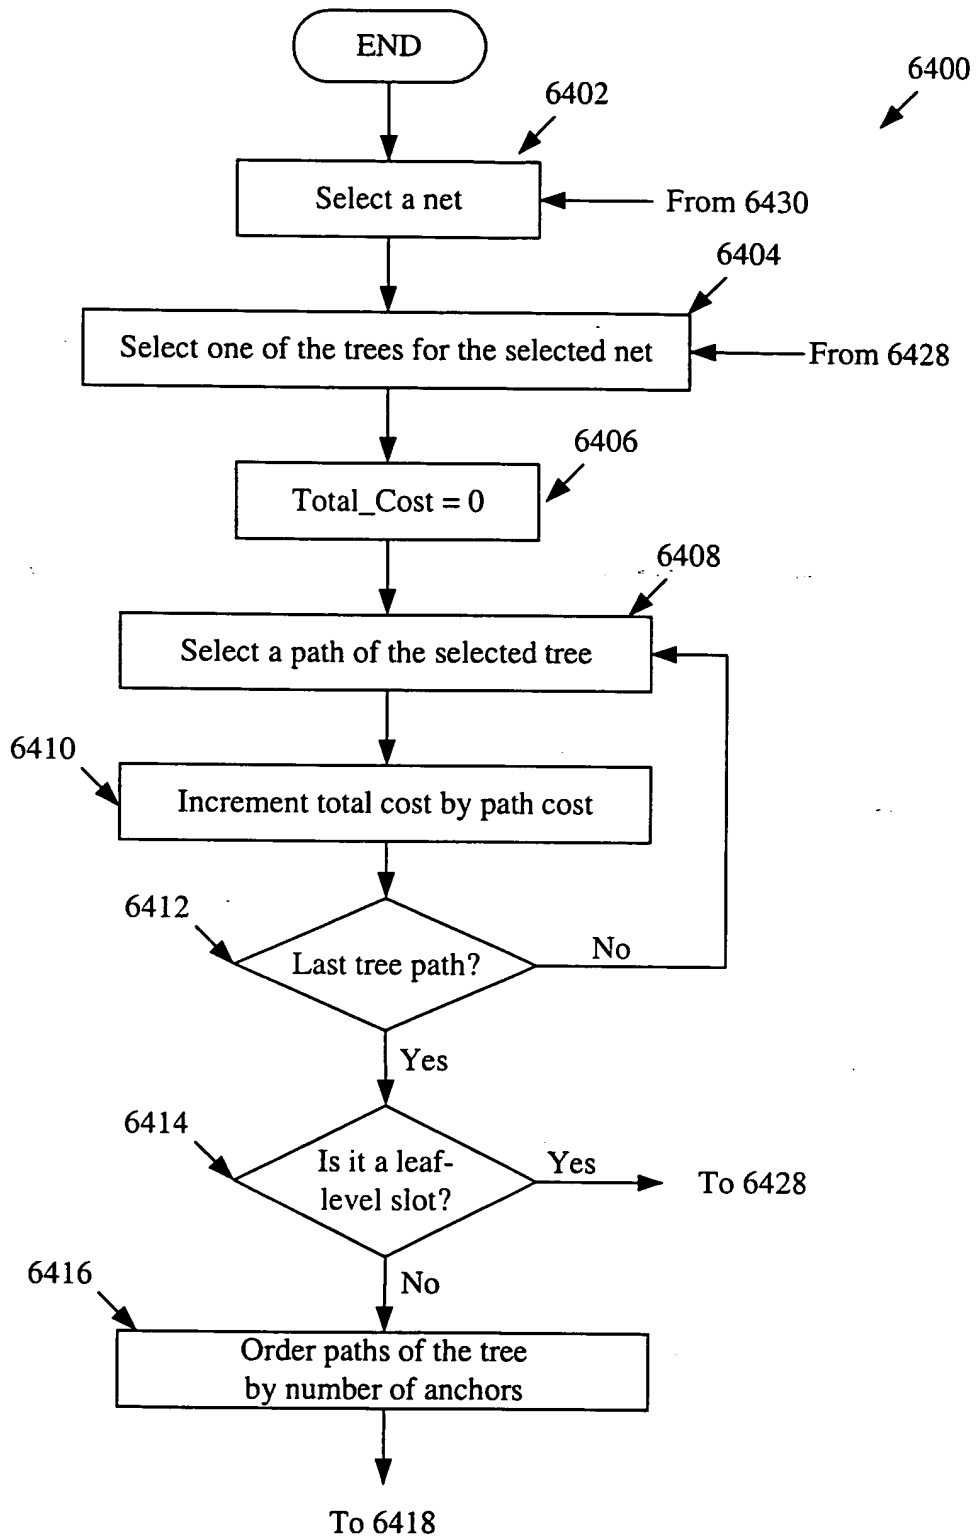 END
6400
6402
Select a net
From 6430
6404
Select one of the trees for the selected net
From 6428
6406
Total_Cost = 0
6408
Select a path of the selected tree
6410
Increment total cost by path cost
6412
Last tree path?
No
Yes
6414
Is it a leaf-
level slot?
Yes
To 6428
No
6416
Order paths of the tree
by number of anchors
To 6418